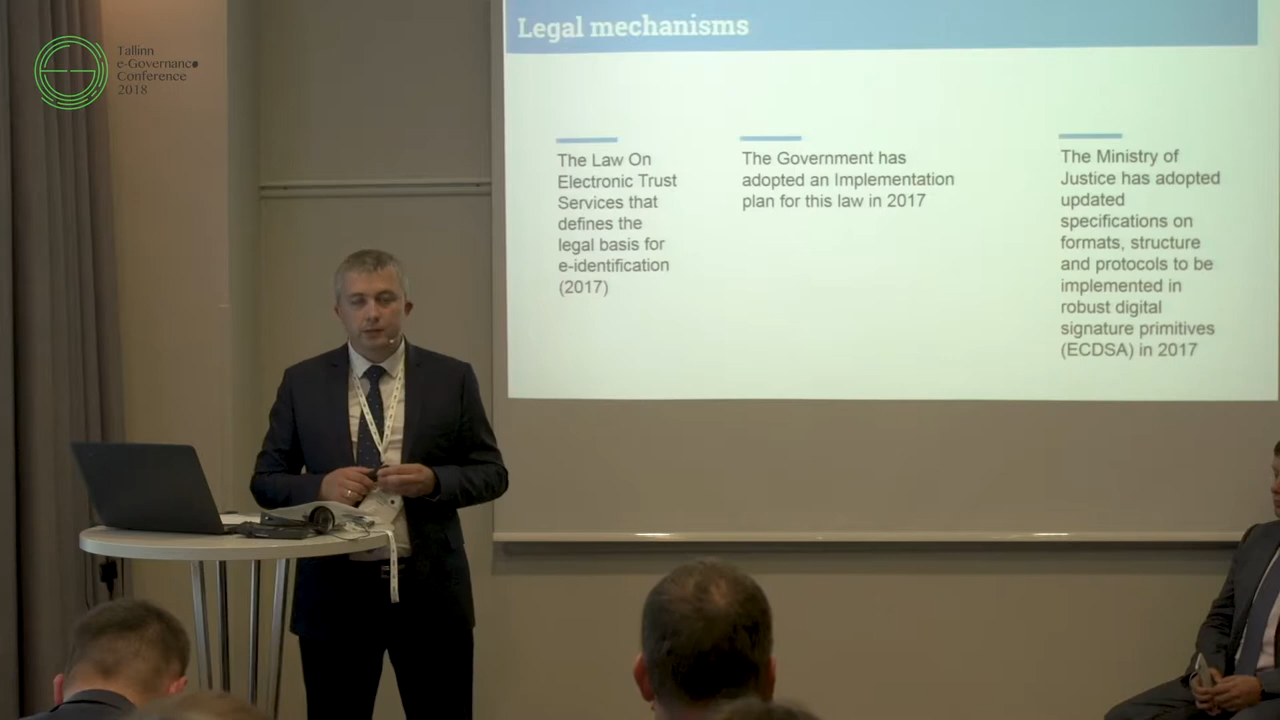 Tallinn
e-Governance
Conference
2018
Legal mechanisms
The Law On
Electronic Trust
Services that
defines the
legal basis for
e-identification
(2017)
The Government has
adopted an Implementation
plan for this law in 2017
The Ministry of
Justice has adopted
updated
specifications on
formats, structure
and protocols to be
implemented in
robust digital
signature primitives
(ECDSA) in 2017